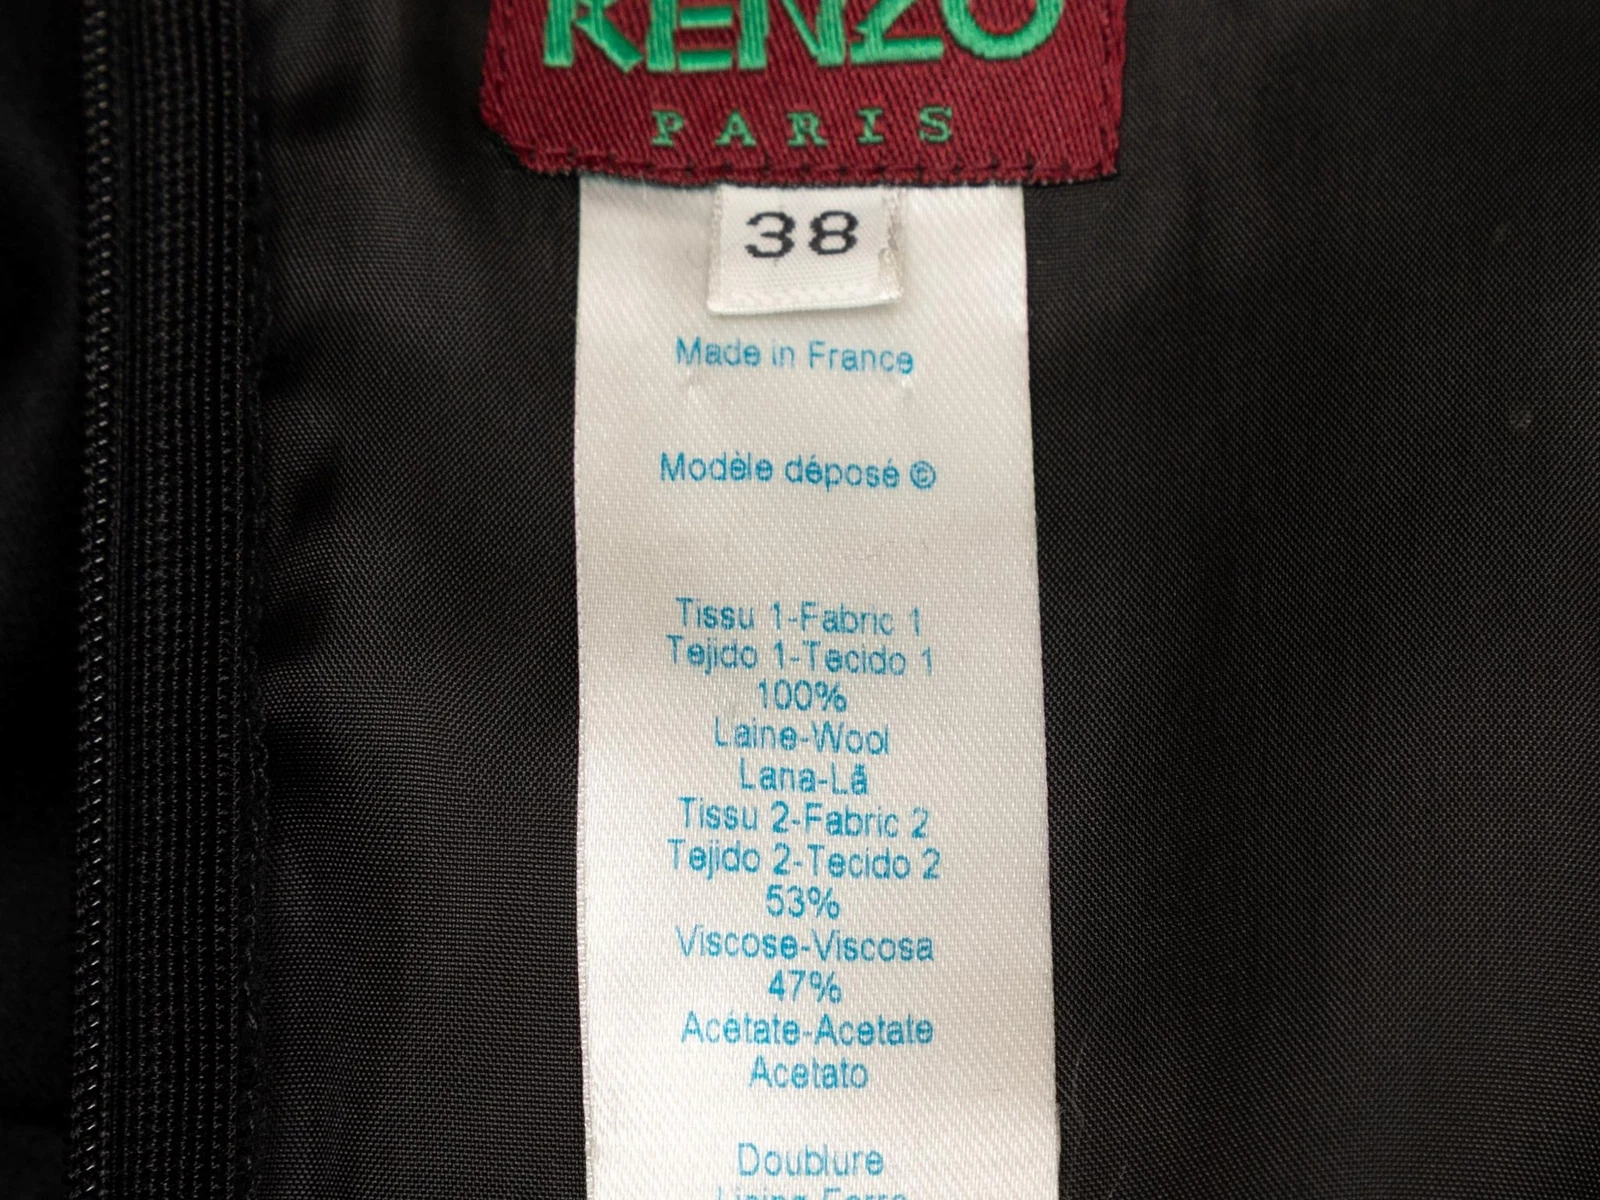 KENZO
PARIS
38
Made in France
Modèle déposé ©
Tissu 1-Fabric 1
Tejido 1-Tecido 1
100%
Laine-Wool
Lana-Lã
Tissu 2-Fabric 2
Tejido 2-Tecido 2
53%
Viscose-Viscosa
47%
Acétate-Acetate
Acetato
Doublure
Lining